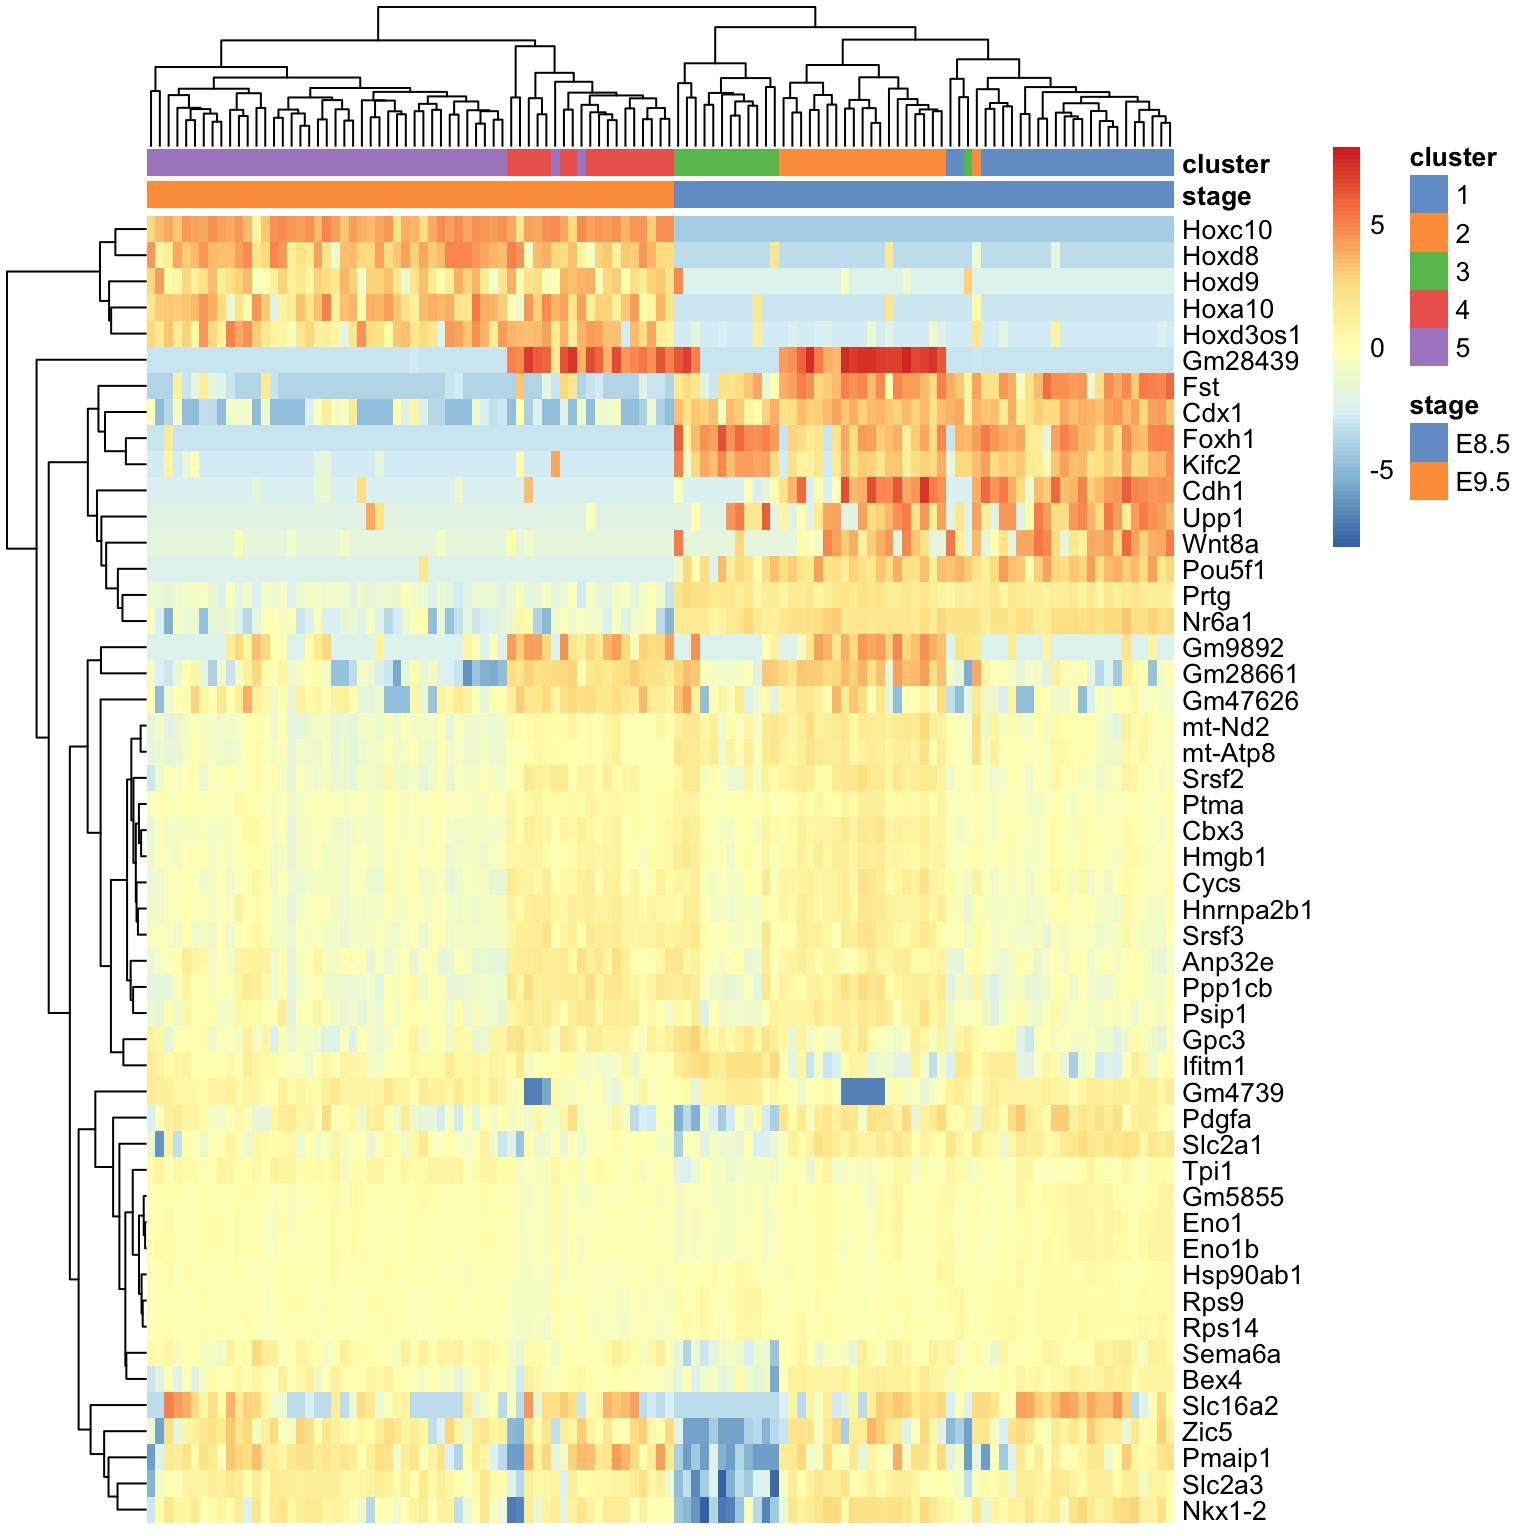 cluster
stage
Hoxc10
Hoxd8
Hoxd9
Hoxa10
Hoxd3os1
Gm28439
Fst
Cdx1
Foxh1
Kifc2
Cdh1
Upp1
Wnt8a
Pou5f1
Prtg
Nr6a1
Gm9892
Gm28661
Gm47626
mt-Nd2
mt-Atp8
Srsf2
Ptma
Cbx3
Hmgb1
Cycs
Hnrnpa2b1
Srsf3
Anp32e
Ppp1cb
Psip1
Gpc3
Ifitm1
Gm4739
Pdgfa
Slc2a1
Tpi1
Gm5855
Eno1
Eno1b
Hsp90ab1
Rps9
Rps14
Sema6a
Bex4
Slc16a2
Zic5
Pmaip1
Slc2a3
Nkx1-2
5
0
-5
cluster
1
2
3
4
5
stage
E8.5
E9.5